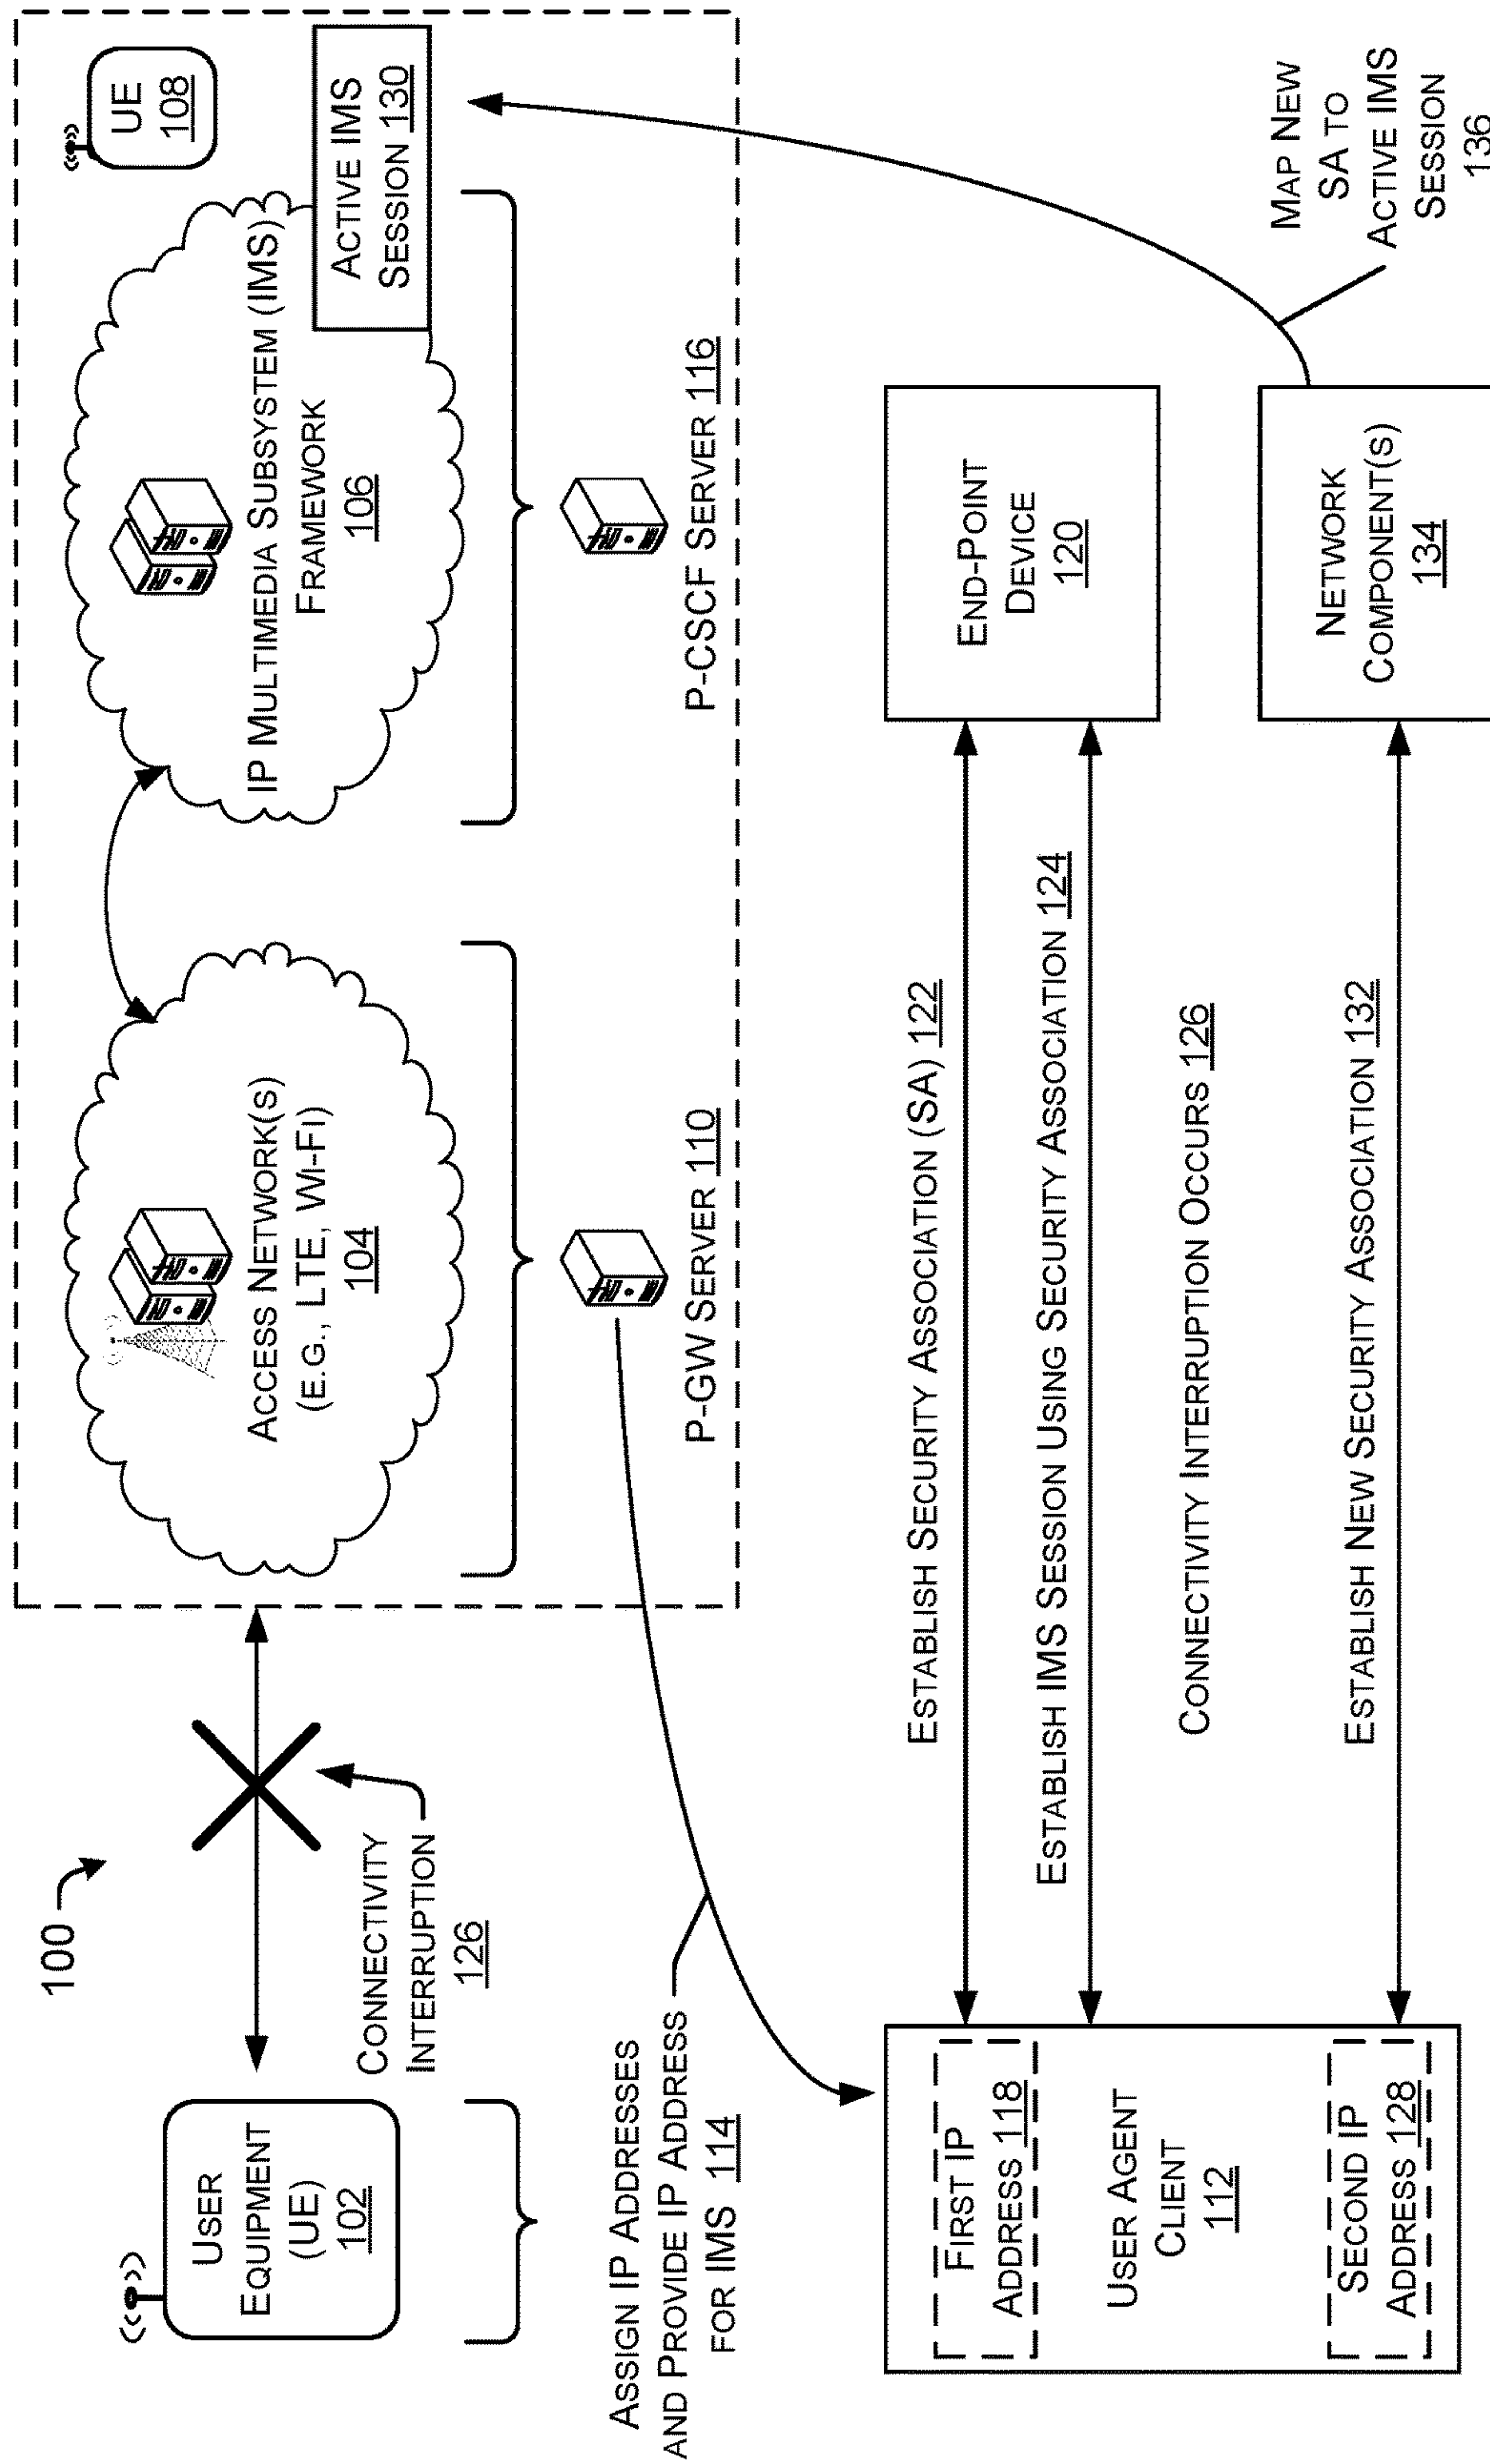 100
USER
EQUIPMENT
(UE)
102
CONNECTIVITY
INTERRUPTION
126
ACCESS NETWORK(S)
(E.G., LTE, WI-FI)
104
IP MULTIMEDIA SUBSYSTEM (IMS)
FRAMEWORK
106
UE
108
ACTIVE IMS
SESSION 130
P-GW SERVER 110
P-CSCF SERVER 116
ASSIGN IP ADDRESSES
AND PROVIDE IP ADDRESS
FOR IMS 114
FIRST IP
ADDRESS 118
USER AGENT
CLIENT
112
SECOND IP
ADDRESS 128
ESTABLISH SECURITY ASSOCIATION (SA) 122
ESTABLISH IMS SESSION USING SECURITY ASSOCIATION 124
CONNECTIVITY INTERRUPTION OCCURS 126
ESTABLISH NEW SECURITY ASSOCIATION 132
END-POINT
DEVICE
120
NETWORK
COMPONENT(S)
134
MAP NEW
SA TO
ACTIVE IMS
SESSION
136